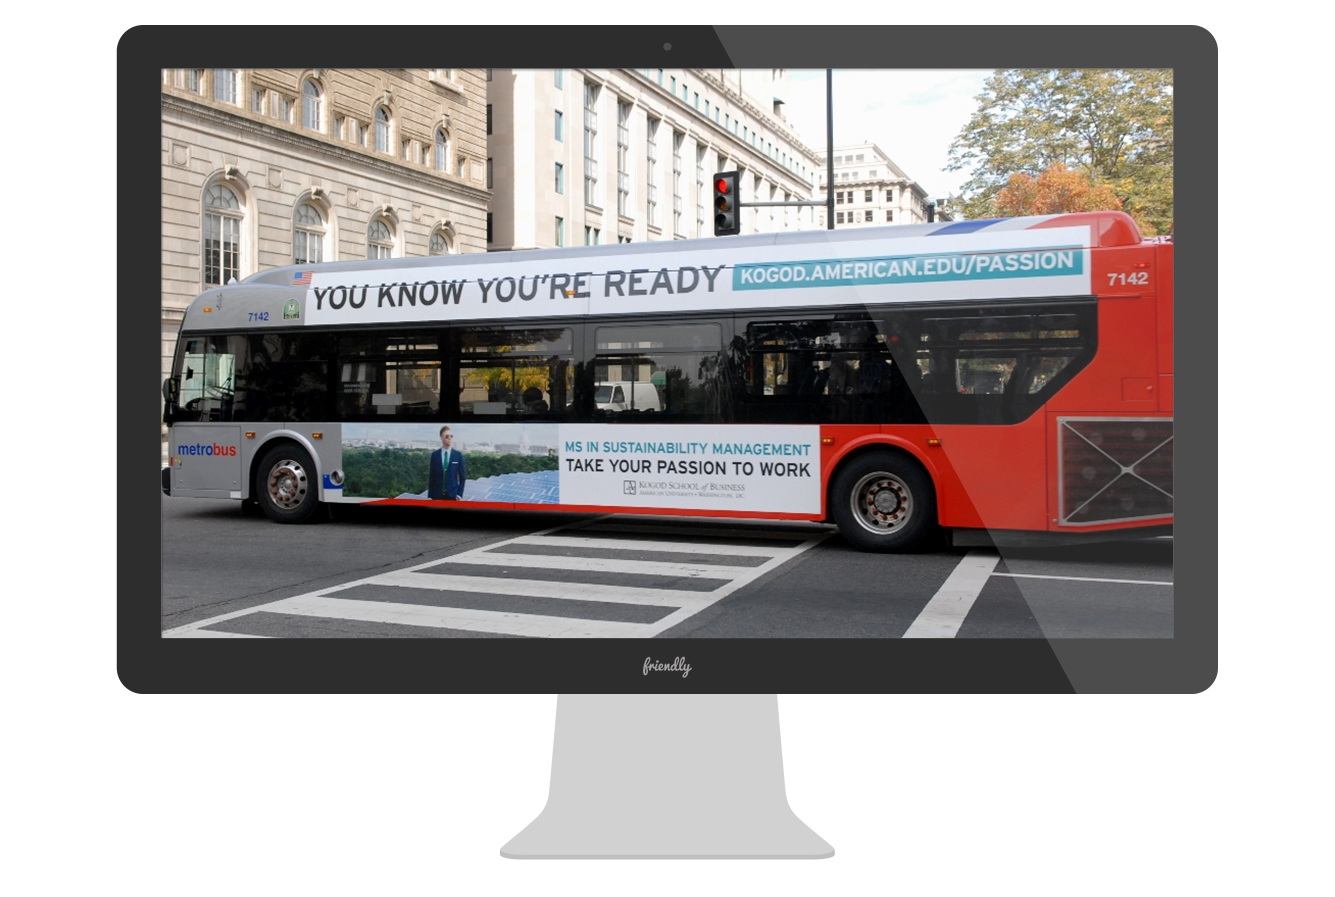 YOU KNOW YOU'RE READY
KOGOD.AMERICAN.EDU/PASSION
7142
7142
metrobus
MS IN SUSTAINABILITY MANAGEMENT
TAKE YOUR PASSION TO WORK
KOGOD SCHOOL of BUSINESS
AMERICAN UNIVERSITY • WASHINGTON, DC
friendly